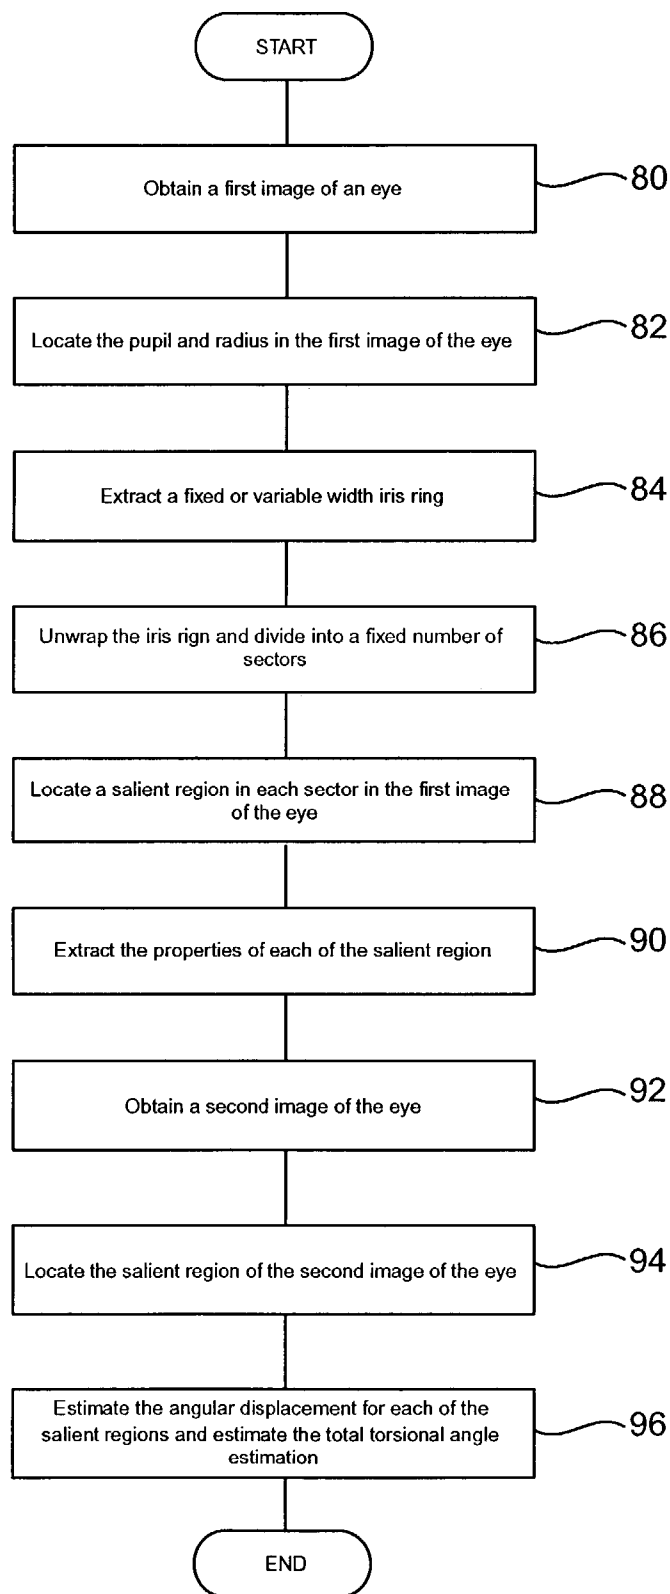 START
Obtain a first image of an eye
80
Locate the pupil and radius in the first image of the eye
82
Extract a fixed or variable width iris ring
84
Unwrap the iris rign and divide into a fixed number of
sectors
86
Locate a salient region in each sector in the first image
of the eye
88
Extract the properties of each of the salient region
90
Obtain a second image of the eye
92
Locate the salient region of the second image of the eye
94
Estimate the angular displacement for each of the
salient regions and estimate the total torsional angle
estimation
96
END